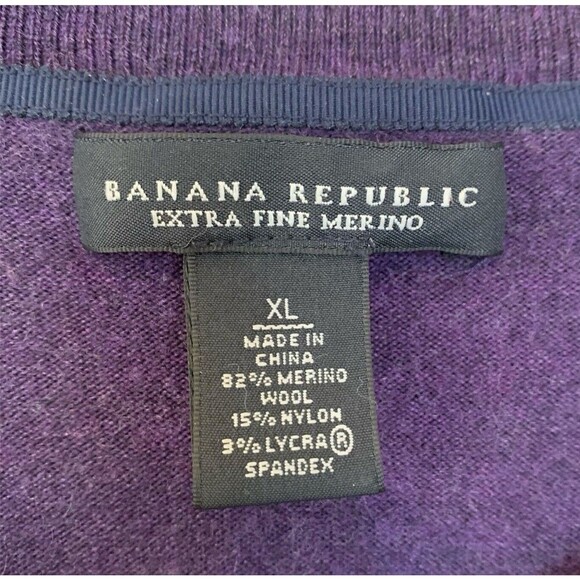 BANANA REPUBLIC
EXTRA FINE MERINO
XL
MADE IN
CHINA
82% MERINO
WOOL
15% NYLON
3% LYCRA®
SPANDEX